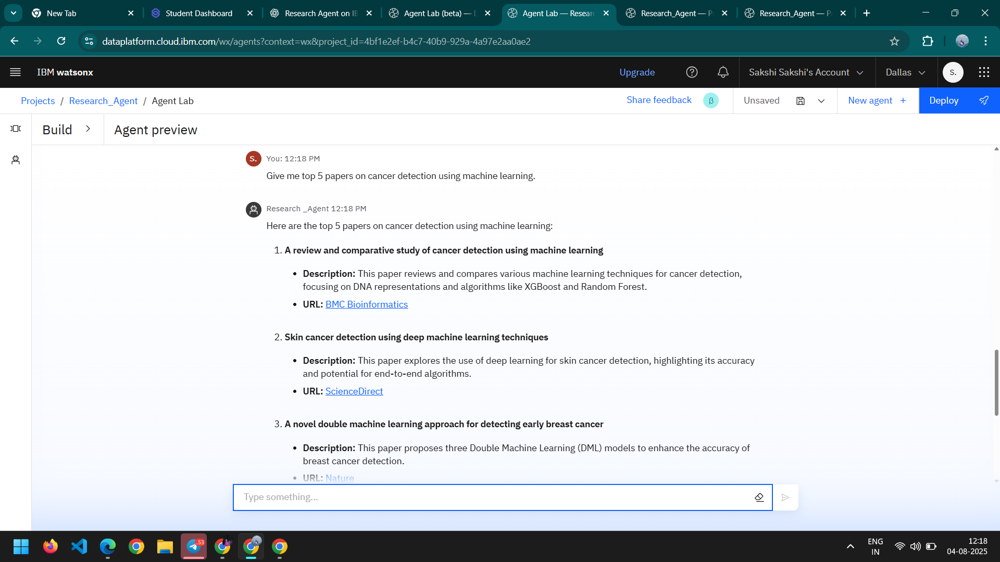 New Tab
Student Dashboard
Research Agent on IB
Agent Lab (beta) — D
Agent Lab — Researc
Research_Agent — Pr
Research_Agent — Pr
dataplatform.cloud.ibm.com/wx/agents?context=wx&project_id=4bf1e2ef-b4c7-40b9-929a-4a97e2aa0ae2
IBM watsonx
Upgrade
Sakshi Sakshi's Account
Dallas
S.
Projects / Research_Agent / Agent Lab
Share feedback
β
Unsaved
New agent +
Deploy
Build
Agent preview
S.
You: 12:18 PM
Give me top 5 papers on cancer detection using machine learning.
Research _Agent 12:18 PM
Here are the top 5 papers on cancer detection using machine learning:
1. A review and comparative study of cancer detection using machine learning
• Description: This paper reviews and compares various machine learning techniques for cancer detection,
focusing on DNA representations and algorithms like XGBoost and Random Forest.
• URL: BMC Bioinformatics
2. Skin cancer detection using deep machine learning techniques
• Description: This paper explores the use of deep learning for skin cancer detection, highlighting its accuracy
and potential for end-to-end algorithms.
• URL: ScienceDirect
3. A novel double machine learning approach for detecting early breast cancer
• Description: This paper proposes three Double Machine Learning (DML) models to enhance the accuracy of
breast cancer detection.
• URL: Nature
Type something...
53
ENG
IN
12:18
04-08-2025